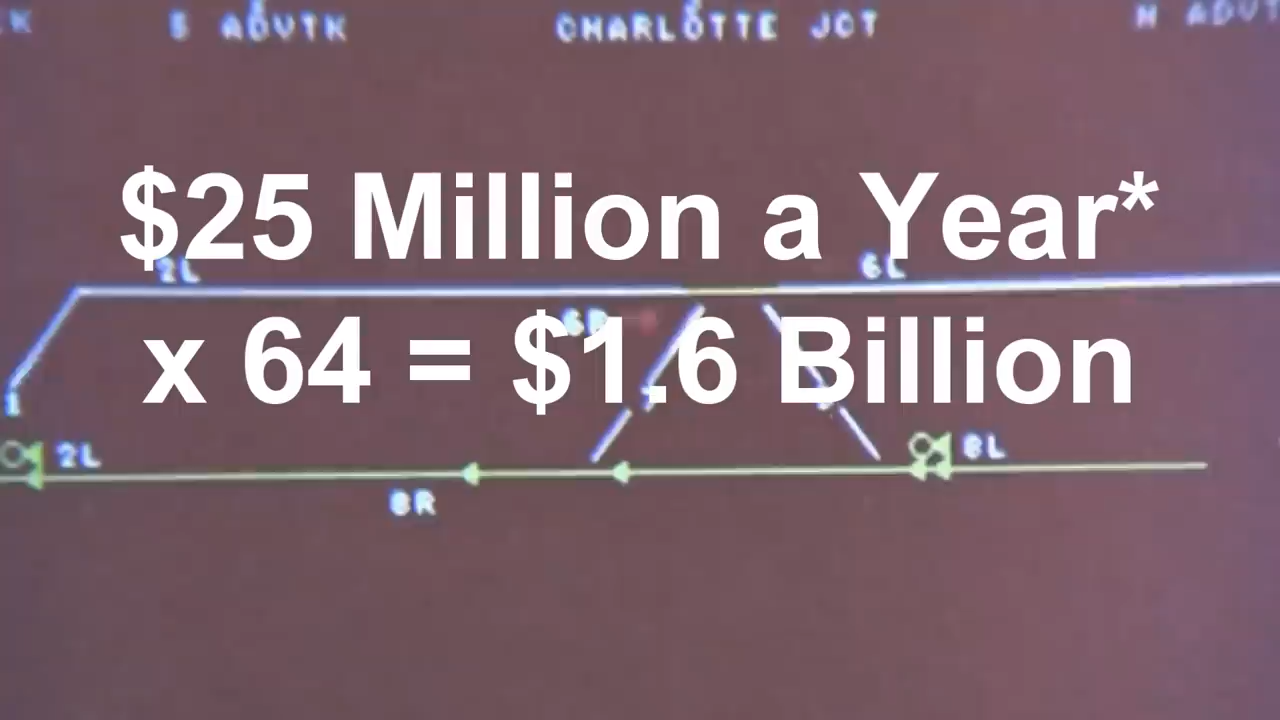 S ADVTK
CHARLOTTE JCT
N ADVT
$25 Million a Year*
2L
6L
x 64 = $1.6 Billion
2L
8L
8R